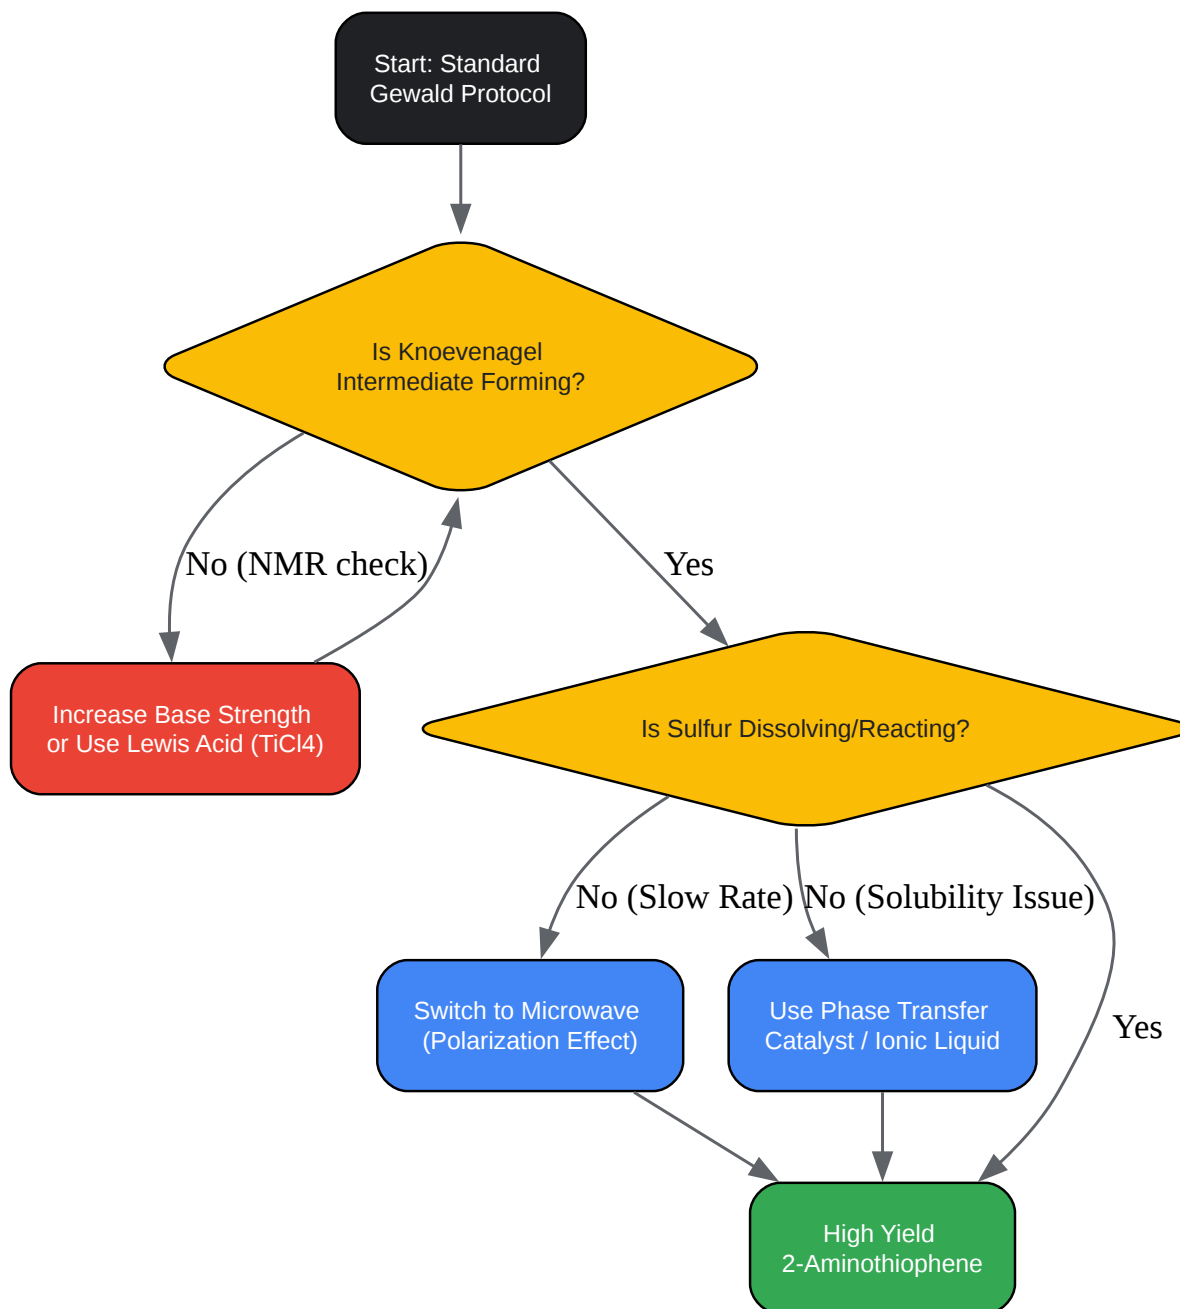 Start: Standard
Gewald Protocol
Is Knoevenagel
Intermediate Forming?
No (NMR check)
Yes
Increase Base Strength
or Use Lewis Acid (TiCl4)
Is Sulfur Dissolving/Reacting?
No (Slow Rate)
No (Solubility Issue)
Switch to Microwave
(Polarization Effect)
Use Phase Transfer
Catalyst / Ionic Liquid
Yes
High Yield
2-Aminothiophene